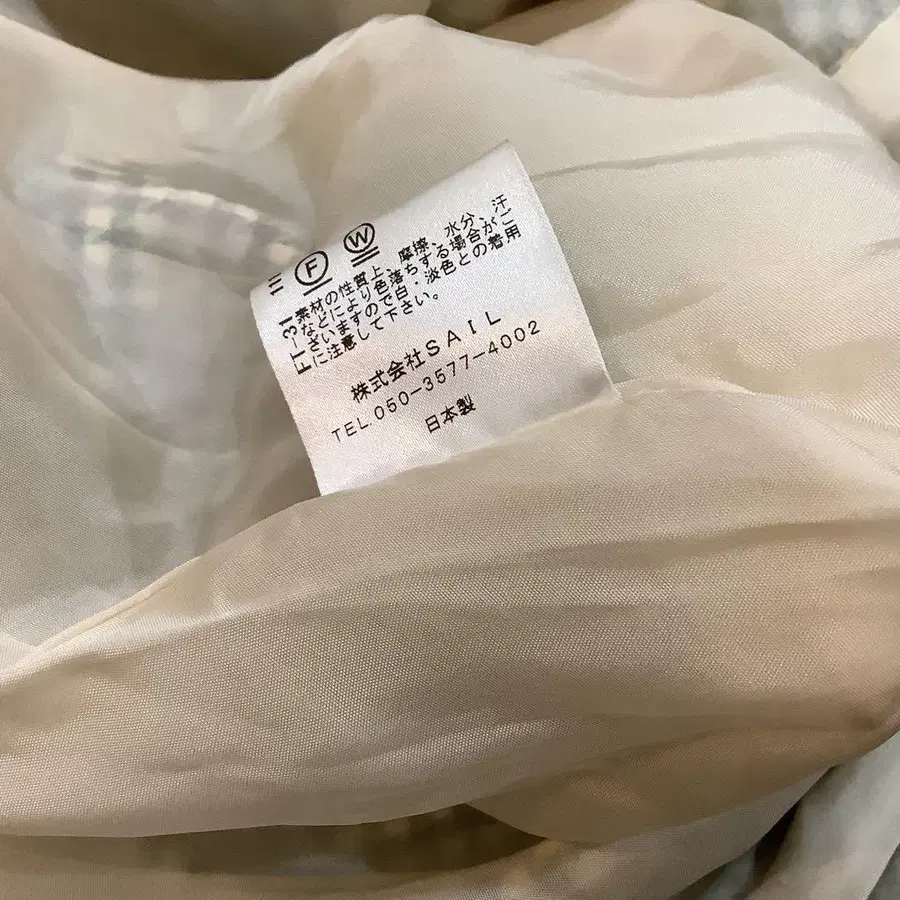 F W
FT-31
素材の性質上、摩擦、水分、汗
などにより色落ちする場合がご
ざいますので白・淡色との着用
に注意して下さい。
株式会社SAIL
TEL.050-3577-4002
日本製